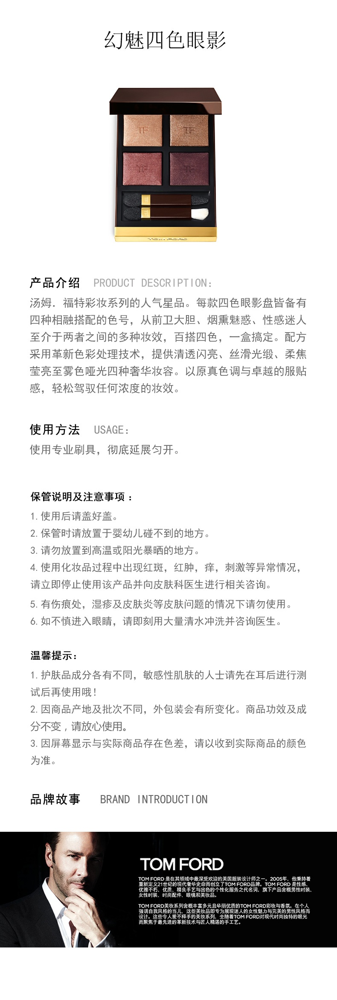 幻魅四色眼影
TF
TF
TF
TF
TF
TF
TOM FORD
产品介绍 PRODUCT DESCRIPTION:
汤姆．福特彩妆系列的人气星品。每款四色眼影盘皆备有
四种相融搭配的色号，从前卫大胆、烟熏魅惑、性感迷人
至介于两者之间的多种妆效，百搭四色，一盒搞定。配方
采用革新色彩处理技术，提供清透闪亮、丝滑光缎、柔焦
莹亮至雾色哑光四种奢华妆容。以原真色调与卓越的服贴
感，轻松驾驭任何浓度的妆效。
使用方法 USAGE:
使用专业刷具，彻底延展匀开。
保管说明及注意事项：
1.使用后请盖好盖。
2.保管时请放置于婴幼儿碰不到的地方。
3.请勿放置到高温或阳光暴晒的地方。
4.使用化妆品过程中出现红斑，红肿，痒，刺激等异常情况，
请立即停止使用该产品并向皮肤科医生进行相关咨询。
5.有伤痕处，湿疹及皮肤炎等皮肤问题的情况下请勿使用。
6.如不慎进入眼睛，请即刻用大量清水冲洗并咨询医生。
温馨提示:
1.护肤品成分各有不同，敏感性肌肤的人士请先在耳后进行测
试后再使用哦！
2.因商品产地及批次不同，外包装会有所变化。商品功效及成
分不变，请放心使用。
3.因屏幕显示与实际商品存在色差，请以收到实际商品的颜色
为准。
品牌故事 BRAND INTRODUCTION
TOM FORD
TOM FORD 是在其领域中最深受欢迎的美国服装设计师之一。2005年，他秉持着
重新定义21世纪的现代奢华史命而创立了TOM FORD品牌。TOM FORD 是性感、
优雅不朽、优质、精良手艺与出色的个性化服务之代名词，旗下产品含概男性时装、
女性时装、时尚配件、眼镜和美妆品。
TOM FORD美妆系列含概丰富多元且华丽优质的TOM FORD彩妆与香氛。在个人
强调自我风格的当儿，这些美妆品即专为展现迷人的女性魅力与完美的男性风格而
设计。这些令人爱不释手的美妆系列，全随着TOM FORD对现代时尚独特的眼光
而聚焦于最先进的革新技术与匠人精湛的手工艺。